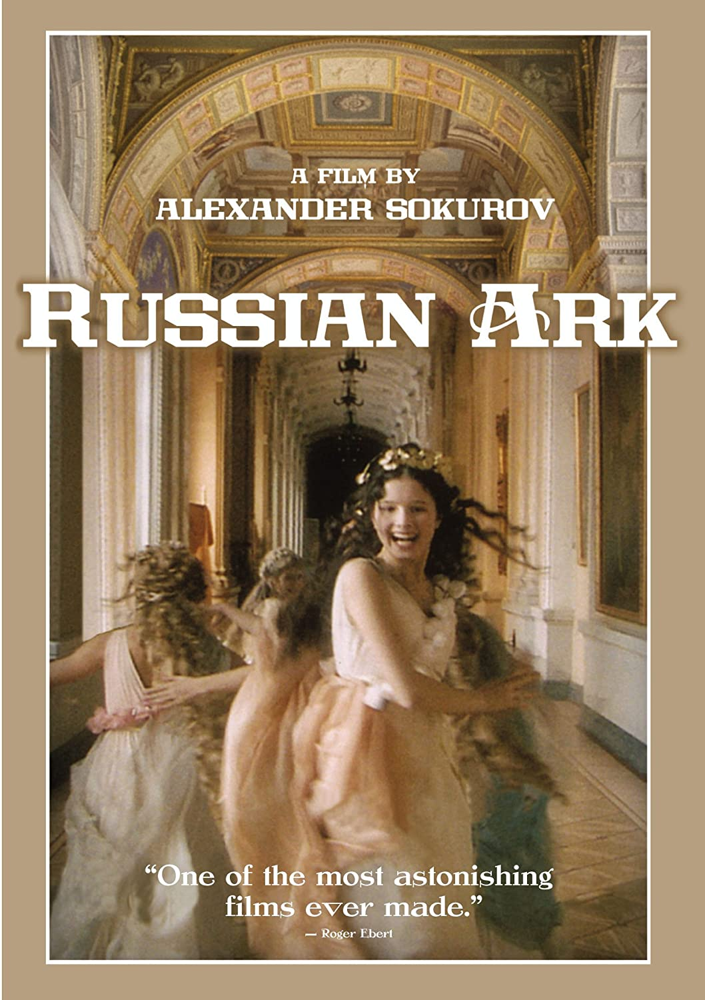 A FILM BY
ALEXANDER SOKUROV
RUSSIAN ARK
“One of the most astonishing
films ever made.”
— Roger Ebert